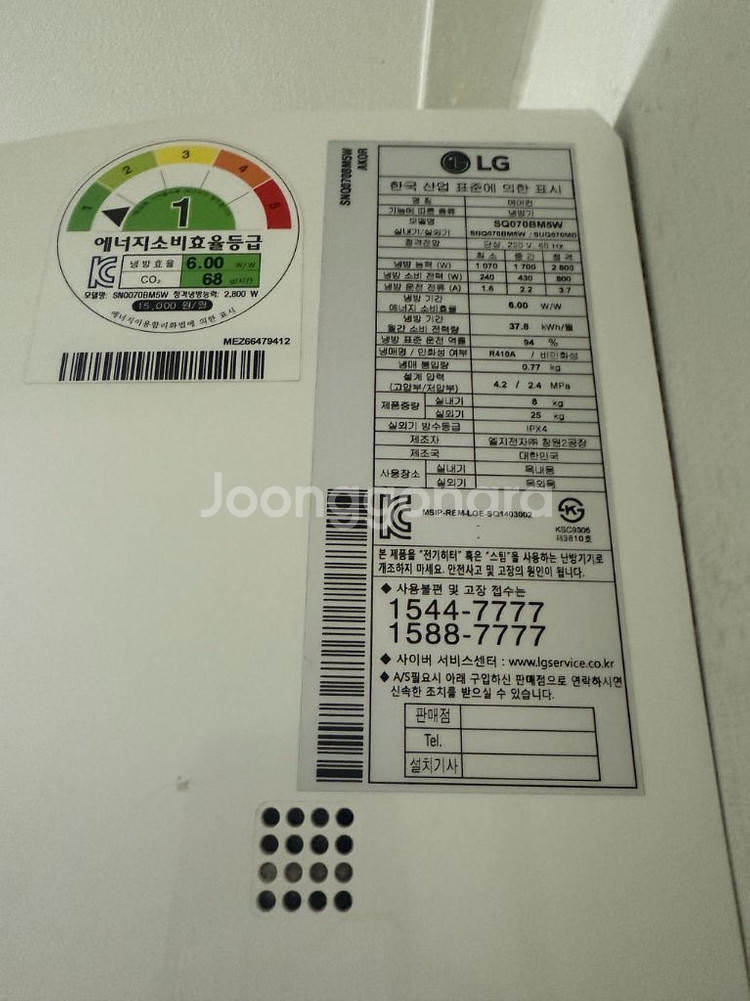 1 2 3 4 5
1
에너지소비효율등급
냉방효율 6.00 W/W
CO₂ 68 g/시간
모델명: SNQ070BM5W 정격냉방능력: 2,800 W
15,000 원/월
에너지이용합리화법에 의한 표시
MEZ66479412
SNQ070BM5W
AKOR
LG
한국 산업 표준에 의한 표시
명 칭 에어컨
기능에 따른 종류 냉방기
모델명 SQ070BM5W
실내기/실외기 SNQ070BM5W / SUQ070MB
정격전압 단상, 220 V, 60 Hz
최소 중간 정격
냉방 능력 (W) 1 070 1 700 2 800
냉방 소비 전력 (W) 240 430 800
냉방 운전 전류 (A) 1.6 2.2 3.7
냉방 기간
에너지 소비효율 6.00 W/W
냉방 기간
월간 소비 전력량 37.8 kWh/월
냉방 표준 운전 역률 94 %
냉매명 / 인화성 여부 R410A / 비인화성
냉매 봉입량 0.77 kg
설계 압력
(고압부/저압부) 4.2 / 2.4 MPa
제품중량 실내기 8 kg
실외기 25 kg
실외기 방수등급 IPX4
제조자 엘지전자㈜ 창원2공장
제조국 대한민국
사용장소 실내기 옥내용
실외기 옥외용
Joonggonara
MSIP-REM-LGE-SQ1403002
KSC9306
제3810호
본 제품을 "전기히터" 혹은 "스팀"을 사용하는 난방기기로
개조하지 마세요. 안전사고 및 고장의 원인이 됩니다.
◆ 사용불편 및 고장 접수는
1544-7777
1588-7777
◆ 사이버 서비스센터 : www.lgservice.co.kr
◆ A/S필요시 아래 구입하신 판매점으로 연락하시면
신속한 조치를 받으실 수 있습니다.
판매점
Tel.
설치기사